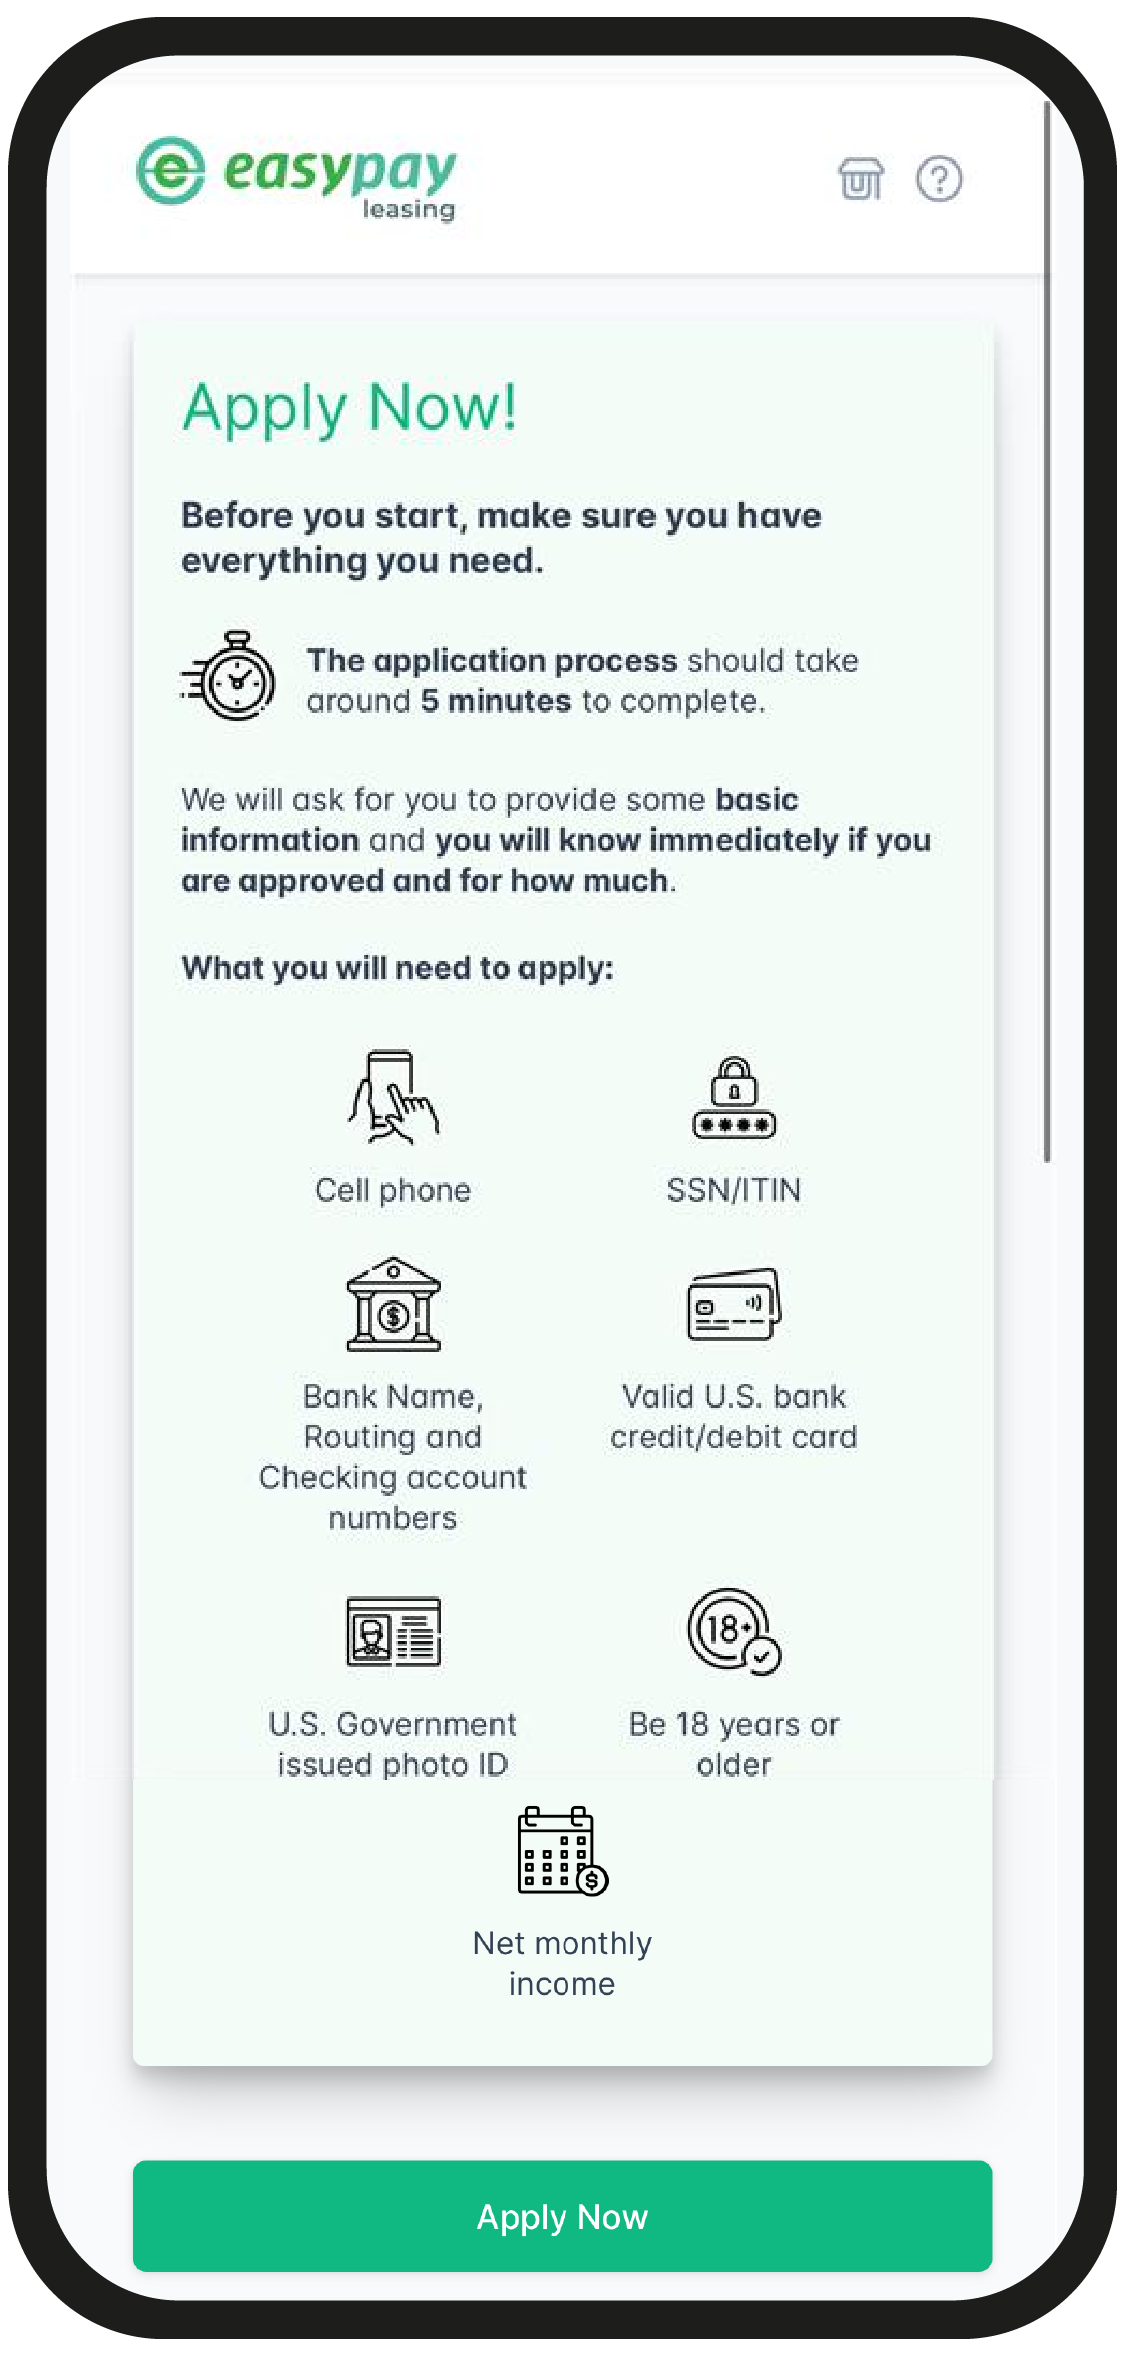 e easypay
leasing
Apply Now!
Before you start, make sure you have
everything you need.
The application process should take
around 5 minutes to complete.
We will ask for you to provide some basic
information and you will know immediately if you
are approved and for how much.
What you will need to apply:
Cell phone
SSN/ITIN
Bank Name,
Routing and
Checking account
numbers
Valid U.S. bank
credit/debit card
18+
U.S. Government
issued photo ID
Be 18 years or
older
Net monthly
income
Apply Now